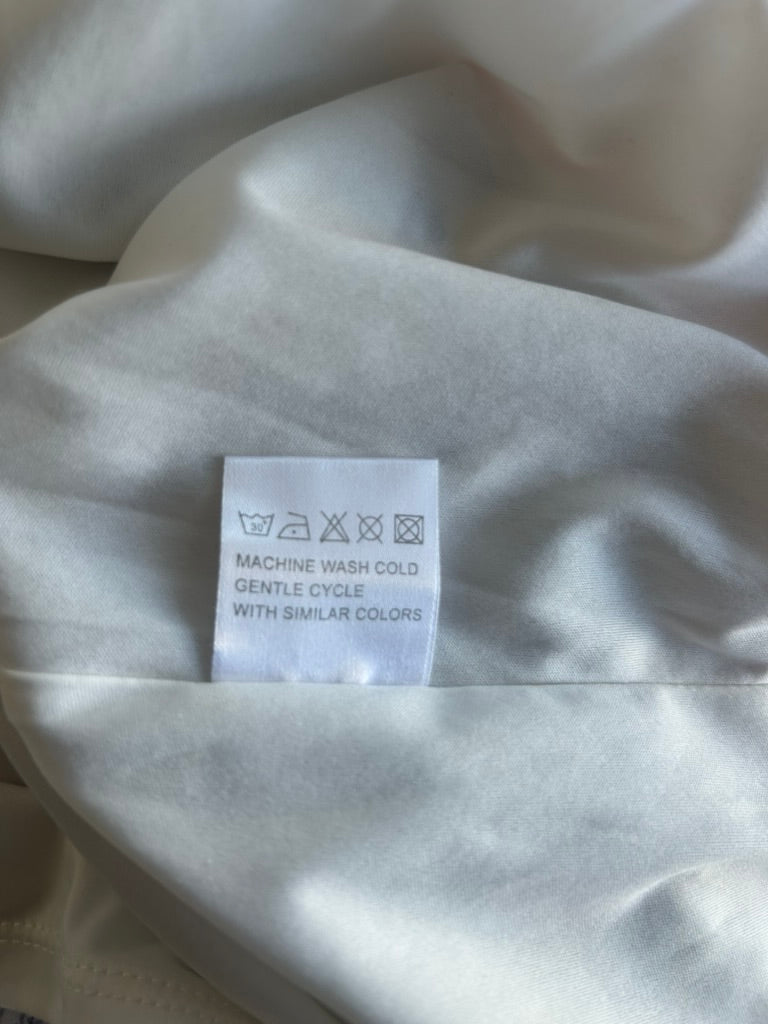 30°
MACHINE WASH COLD
GENTLE CYCLE
WITH SIMILAR COLORS